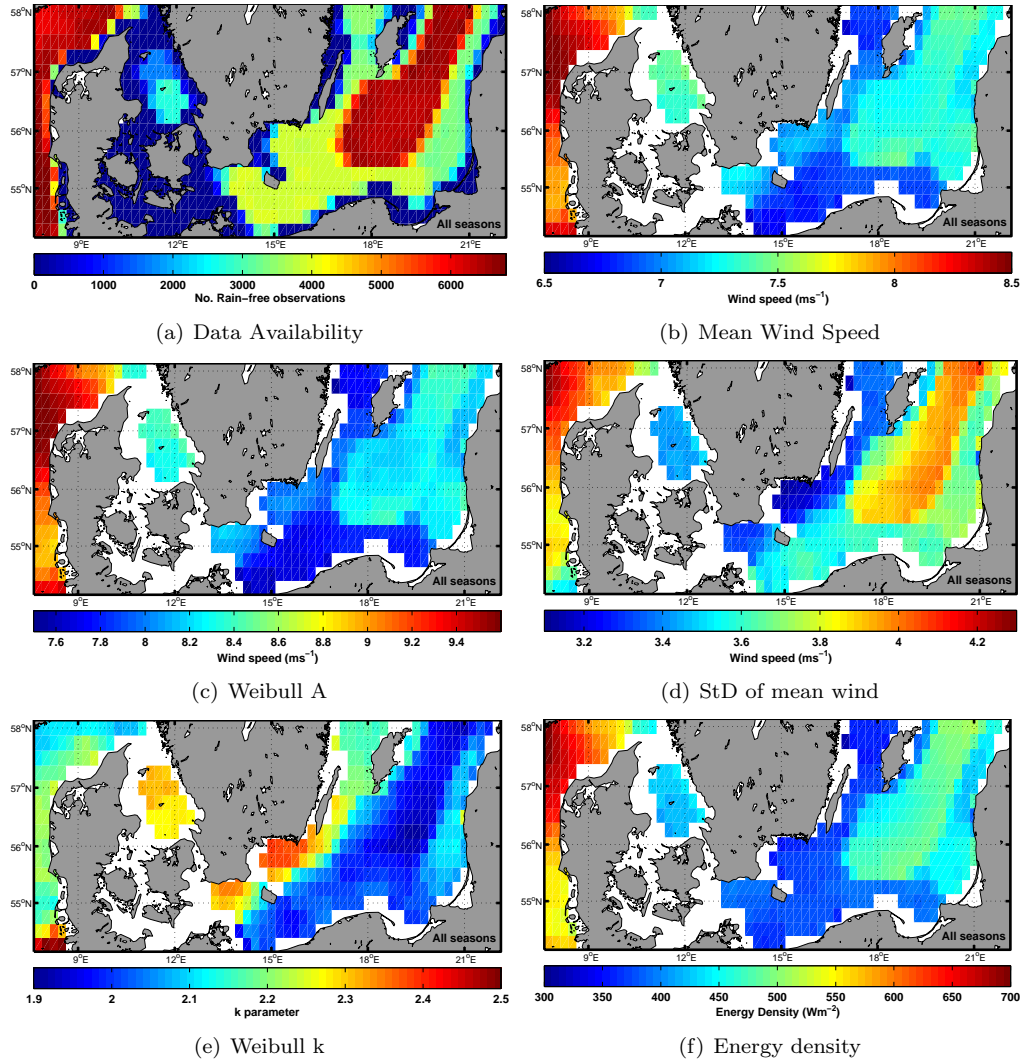 58°N
57°N
56°N
55°N
9°E 12°E 15°E 18°E 21°E
All seasons
0 1000 2000 3000 4000 5000 6000
No. Rain−free observations
(a) Data Availability
58°N
57°N
56°N
55°N
9°E 12°E 15°E 18°E 21°E
All seasons
6.5 7 7.5 8 8.5
Wind speed (ms−1)
(b) Mean Wind Speed
58°N
57°N
56°N
55°N
9°E 12°E 15°E 18°E 21°E
All seasons
7.6 7.8 8 8.2 8.4 8.6 8.8 9 9.2 9.4
Wind speed (ms−1)
(c) Weibull A
58°N
57°N
56°N
55°N
9°E 12°E 15°E 18°E 21°E
All seasons
3.2 3.4 3.6 3.8 4 4.2
Wind speed (ms−1)
(d) StD of mean wind
58°N
57°N
56°N
55°N
9°E 12°E 15°E 18°E 21°E
All seasons
1.9 2 2.1 2.2 2.3 2.4 2.5
k parameter
(e) Weibull k
58°N
57°N
56°N
55°N
9°E 12°E 15°E 18°E 21°E
All seasons
300 350 400 450 500 550 600 650 700
Energy Density (Wm−2)
(f) Energy density